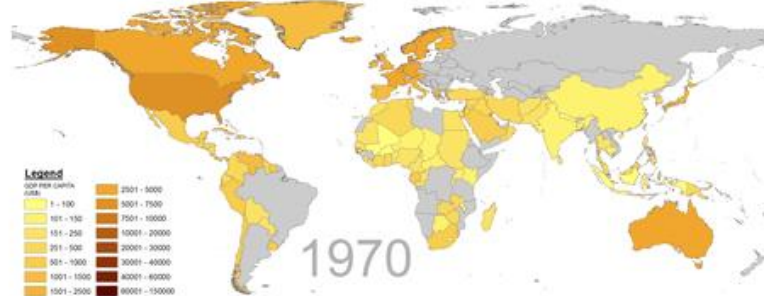 Legend
GDP PER CAPITA
(US$)
1 - 100
101 - 150
151 - 250
251 - 500
501 - 1000
1001 - 1500
1501 - 2500
2501 - 5000
5001 - 7500
7501 - 10000
10001 - 20000
20001 - 30000
30001 - 40000
40001 - 60000
60001 - 150000
1970